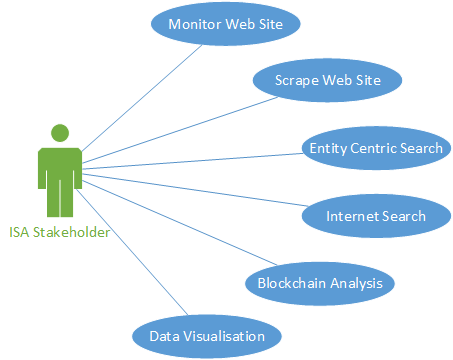 Monitor Web Site
Scrape Web Site
Entity Centric Search
ISA Stakeholder
Internet Search
Blockchain Analysis
Data Visualisation